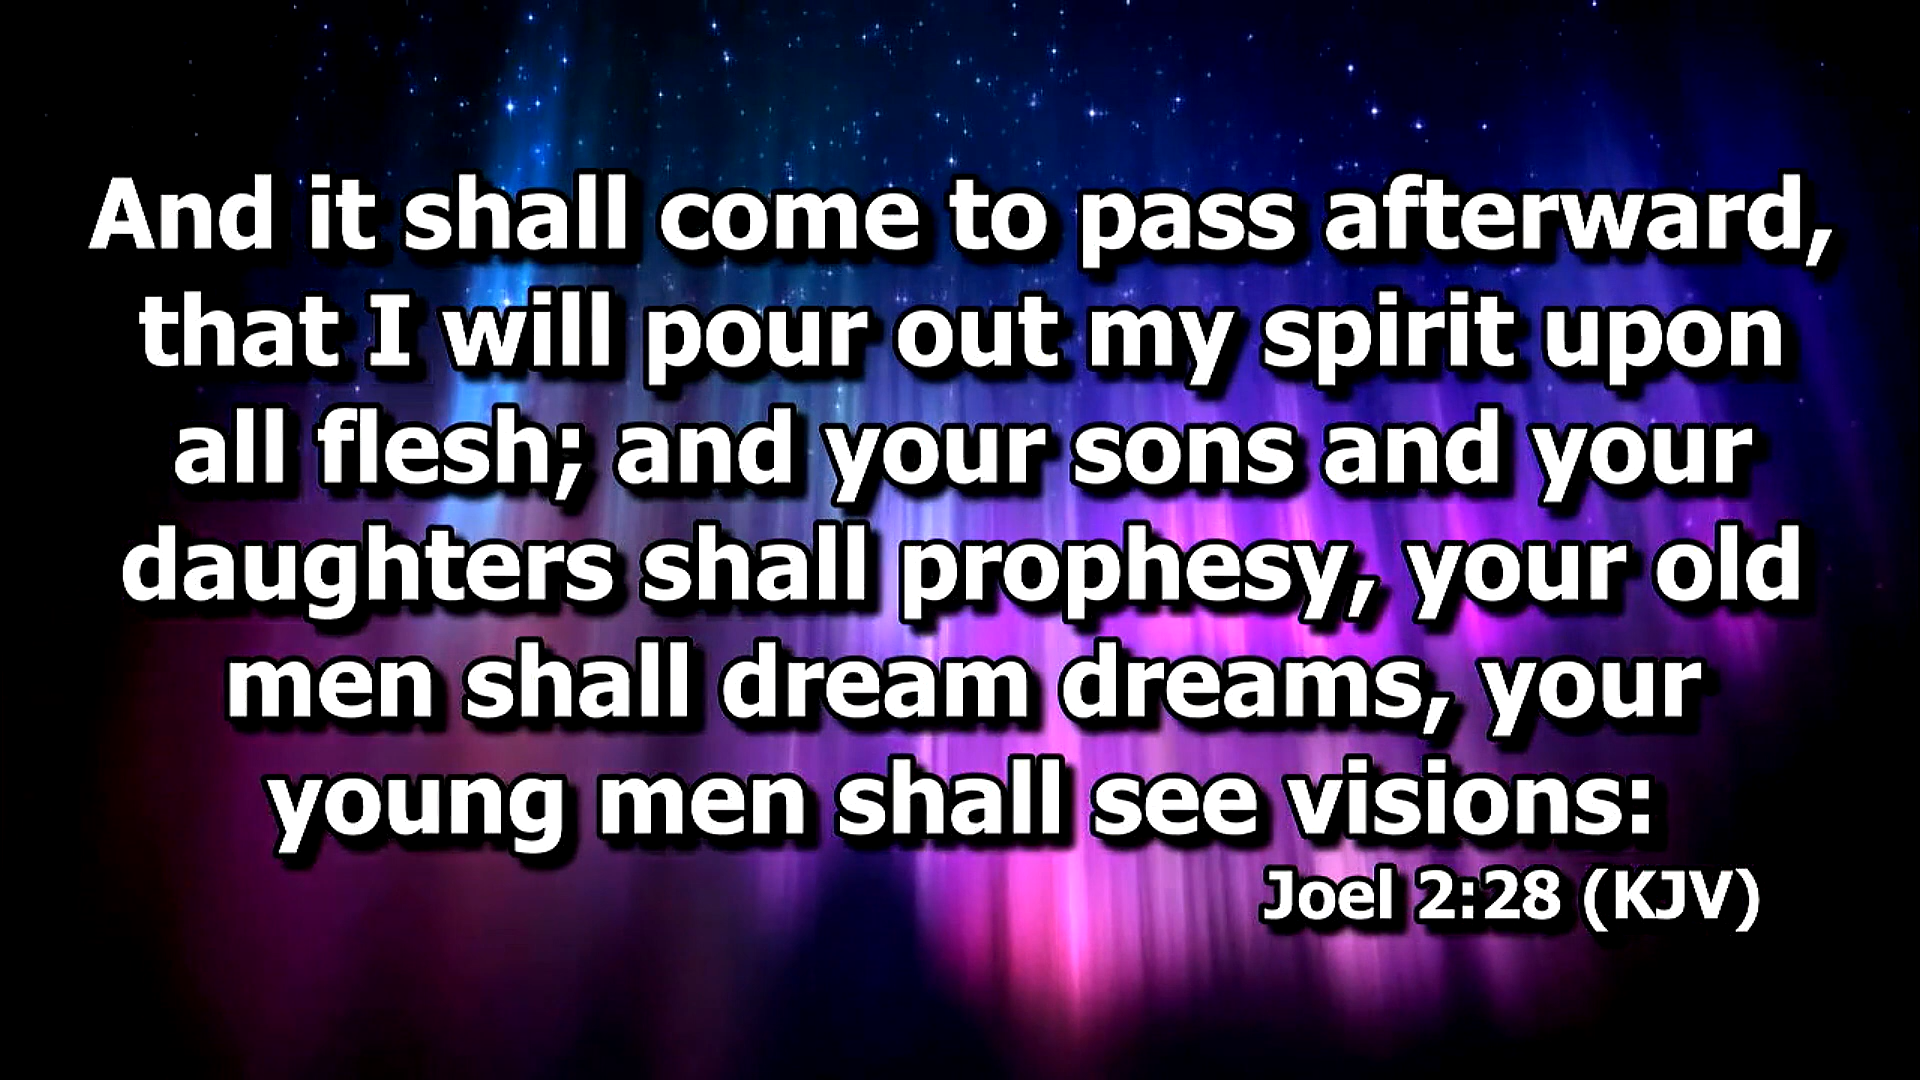 And it shall come to pass afterward,
that I will pour out my spirit upon
all flesh; and your sons and your
daughters shall prophesy, your old
men shall dream dreams, your
young men shall see visions:
Joel 2:28 (KJV)